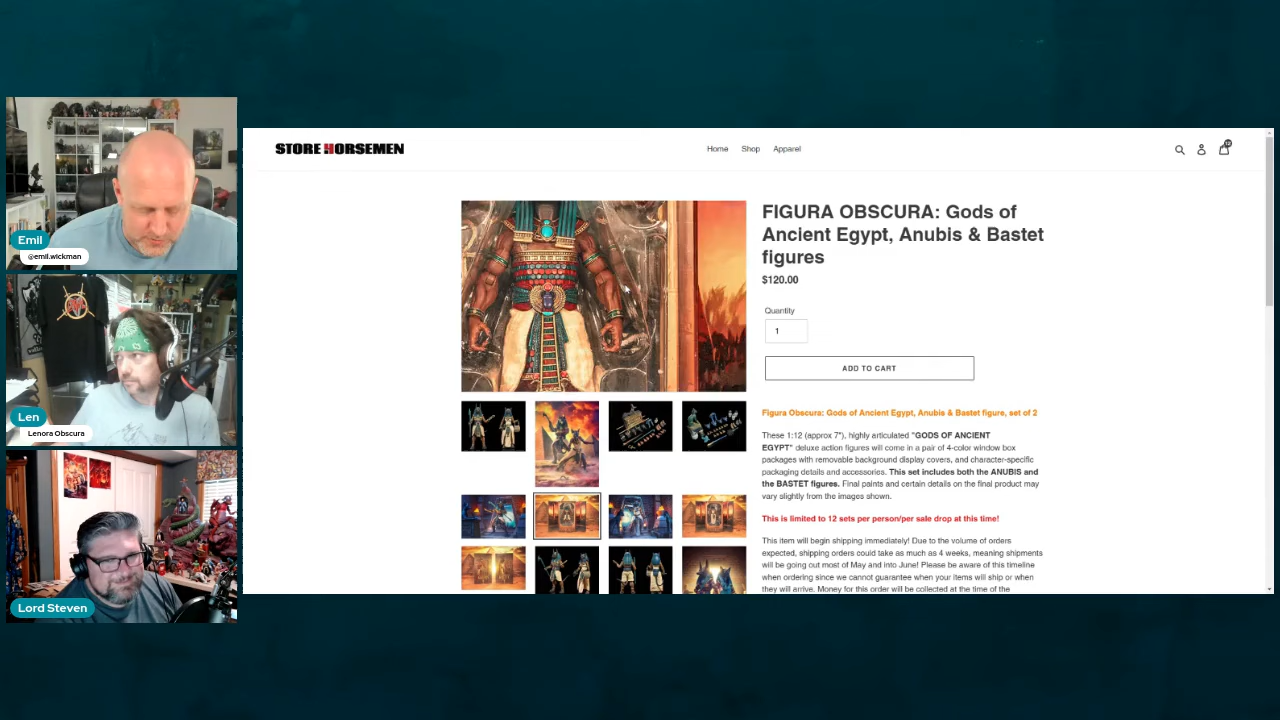 Emil
@emil.wickman
Len
Lenora Obscura
Lord Steven
STORE HORSEMEN
Home Shop Apparel
12
FIGURA OBSCURA: Gods of
Ancient Egypt, Anubis & Bastet
figures
$120.00
Quantity
1
ADD TO CART
Figura Obscura: Gods of Ancient Egypt, Anubis & Bastet figure, set of 2
These 1:12 (approx 7"), highly articulated "GODS OF ANCIENT
EGYPT" deluxe action figures will come in a pair of 4-color window box
packages with removable background display covers, and character-specific
packaging details and accessories. This set includes both the ANUBIS and
the BASTET figures. Final paints and certain details on the final product may
vary slightly from the images shown.
This is limited to 12 sets per person/per sale drop at this time!
This item will begin shipping immediately! Due to the volume of orders
expected, shipping orders could take as much as 4 weeks, meaning shipments
will be going out most of May and into June! Please be aware of this timeline
when ordering since we cannot guarantee when your items will ship or when
they will arrive. Money for this order will be collected at the time of the